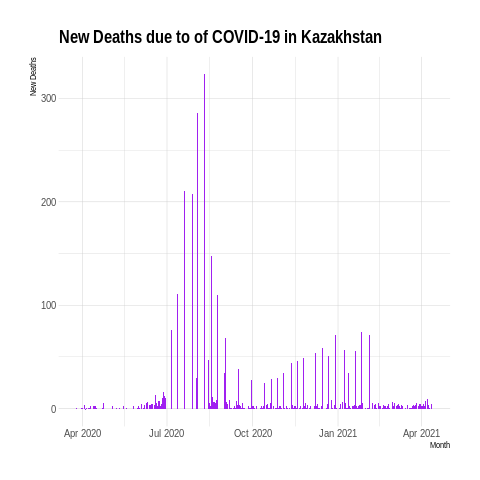 New Deaths due to of COVID-19 in Kazakhstan
New Deaths
300
200
100
0
Apr 2020 Jul 2020 Oct 2020 Jan 2021 Apr 2021
Month